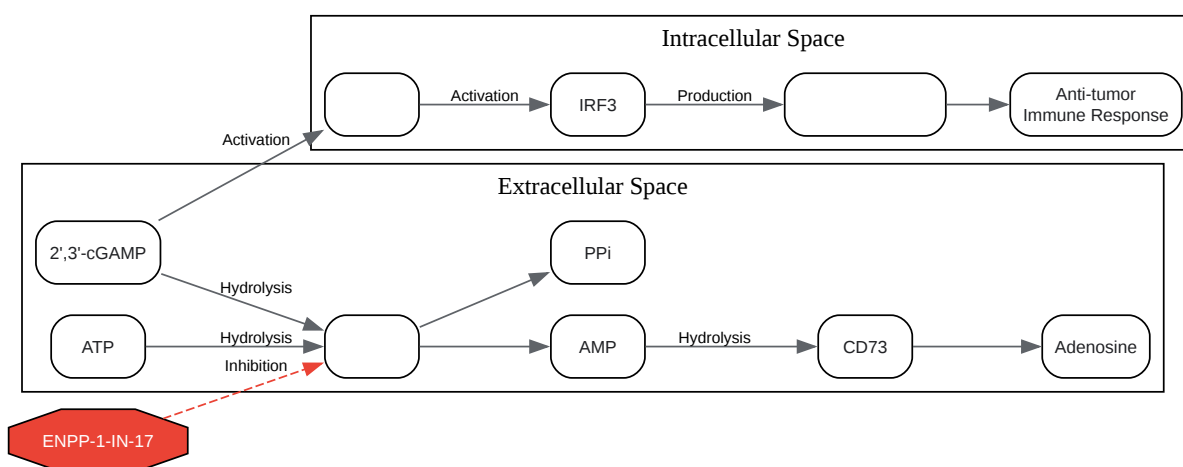 Intracellular Space
Activation
IRF3
Production
Anti-tumor
Immune Response
Activation
Extracellular Space
2',3'-cGAMP
PPi
Hydrolysis
ATP
Hydrolysis
AMP
Hydrolysis
CD73
Adenosine
Inhibition
ENPP-1-IN-17